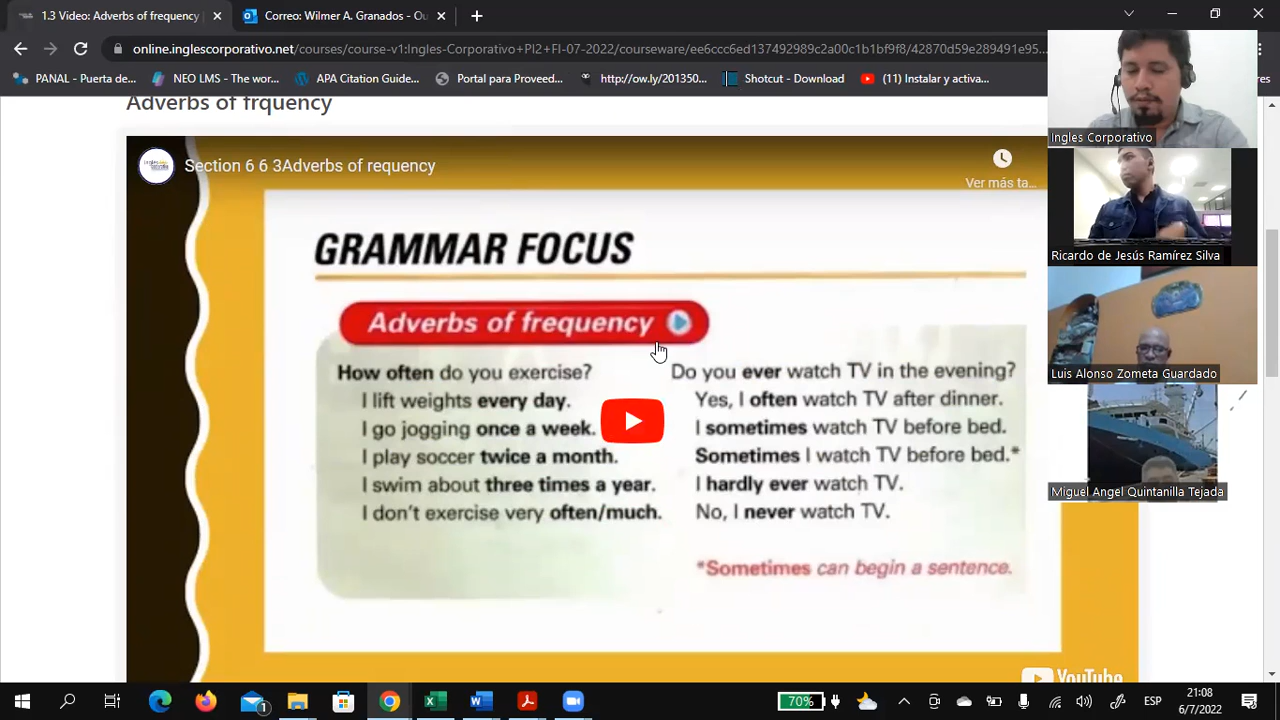 1.3 Video: Adverbs of frequency
Correo: Wilmer A. Granados - Ou
online.inglescorporativo.net/courses/course-v1:Ingles-Corporativo+PI2+FI-07-2022/courseware/ee6ccc6ed137492989c2a00c1b1bf9f8/42870d59e289491e95...
PANAL - Puerta de...
NEO LMS - The wor...
APA Citation Guide...
Portal para Proveed...
http://ow.ly/201350...
Shotcut - Download
(11) Instalar y activa...
res
Adverbs of frquency
Section 6 6 3Adverbs of requency
Ver más ta...
GRAMMAR FOCUS
Adverbs of frequency
How often do you exercise?
I lift weights every day.
I go jogging once a week.
I play soccer twice a month.
I swim about three times a year.
I don't exercise very often/much.
Do you ever watch TV in the evening?
Yes, I often watch TV after dinner.
I sometimes watch TV before bed.
Sometimes I watch TV before bed.*
I hardly ever watch TV.
No, I never watch TV.
*Sometimes can begin a sentence.
YouTube
Ingles Corporativo
Ricardo de Jesús Ramírez Silva
Luis Alonso Zometa Guardado
Miguel Angel Quintanilla Tejada
1
70%
ESP
21:08
6/7/2022